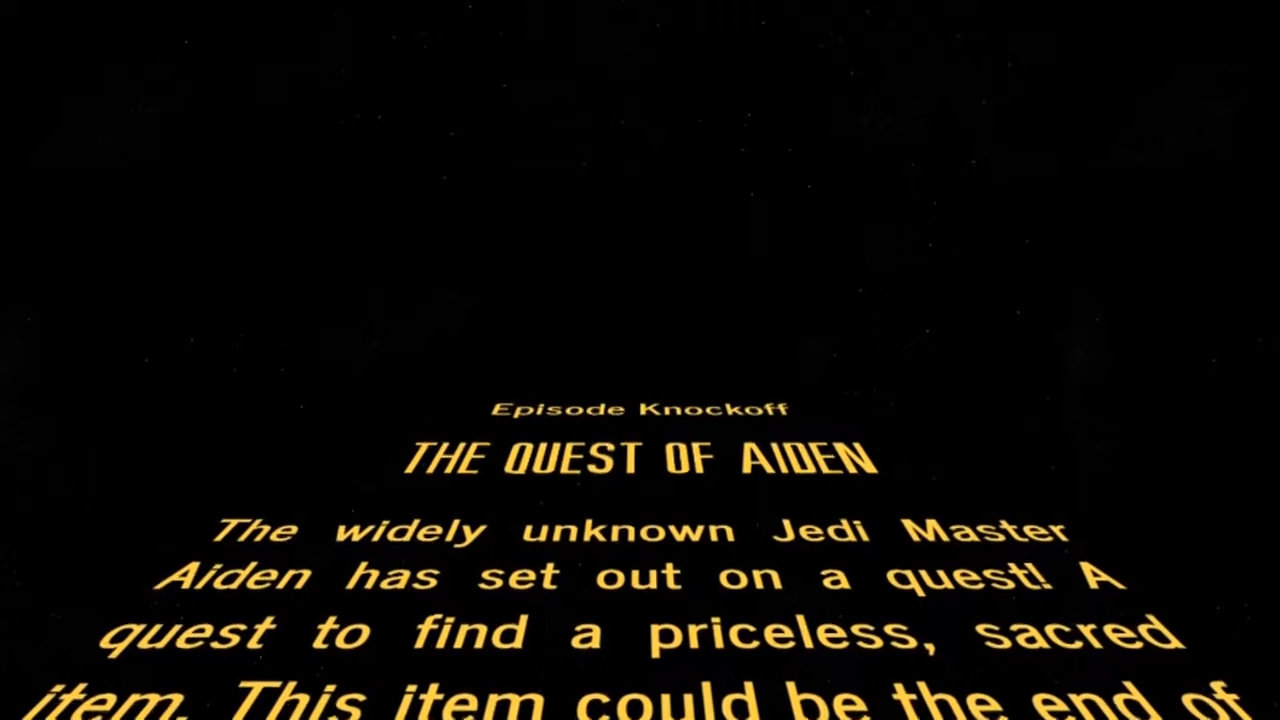 Episode Knockoff
THE QUEST OF AIDEN
The widely unknown Jedi Master
Aiden has set out on a quest! A
quest to find a priceless, sacred
item. This item could be the end of